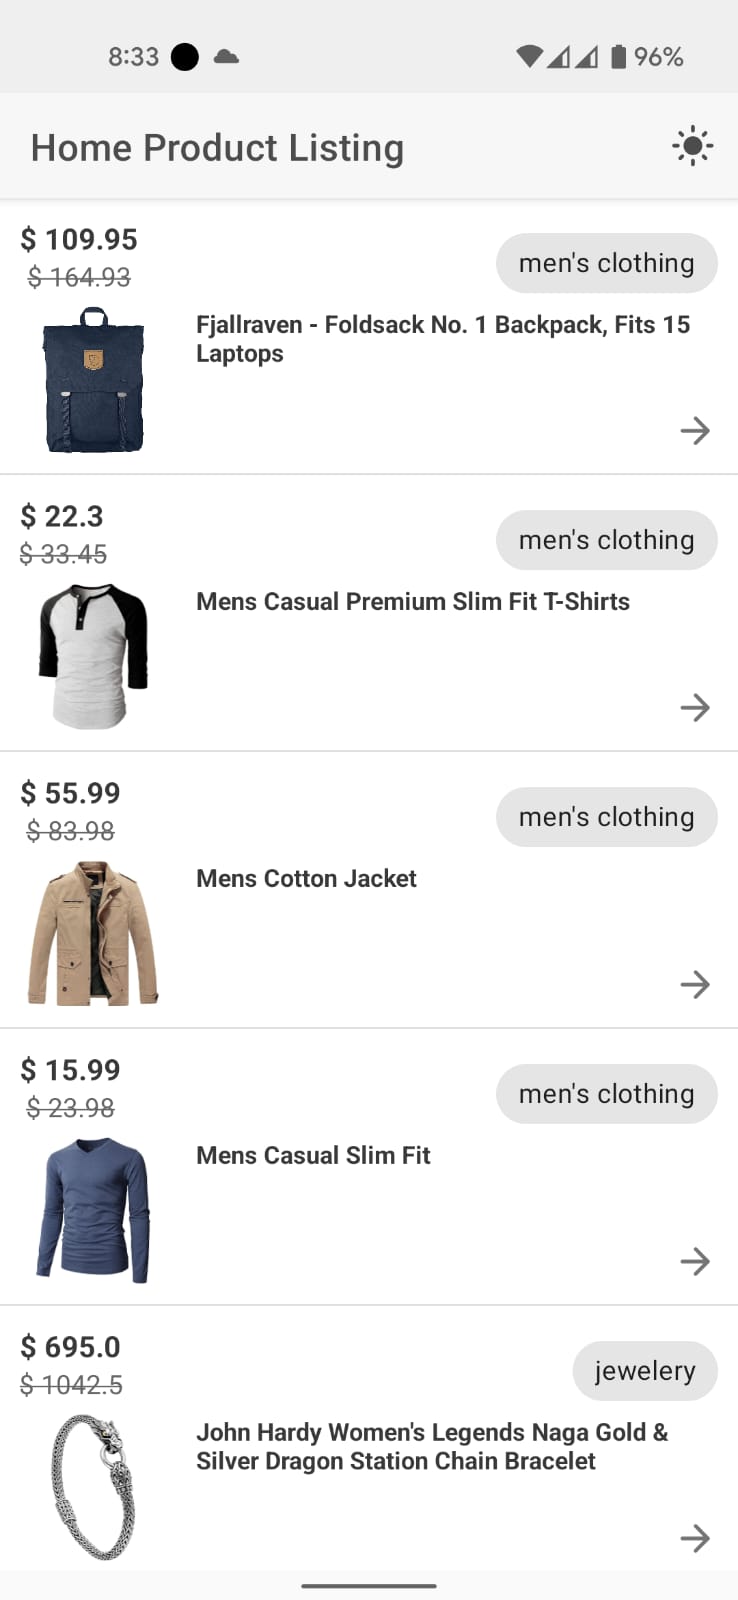 8:33
96%
Home Product Listing
$ 109.95
$ 164.93
men's clothing
Fjallraven - Foldsack No. 1 Backpack, Fits 15
Laptops
$ 22.3
$ 33.45
men's clothing
Mens Casual Premium Slim Fit T-Shirts
$ 55.99
$ 83.98
men's clothing
Mens Cotton Jacket
$ 15.99
$ 23.98
men's clothing
Mens Casual Slim Fit
$ 695.0
$ 1042.5
jewelery
John Hardy Women's Legends Naga Gold &
Silver Dragon Station Chain Bracelet